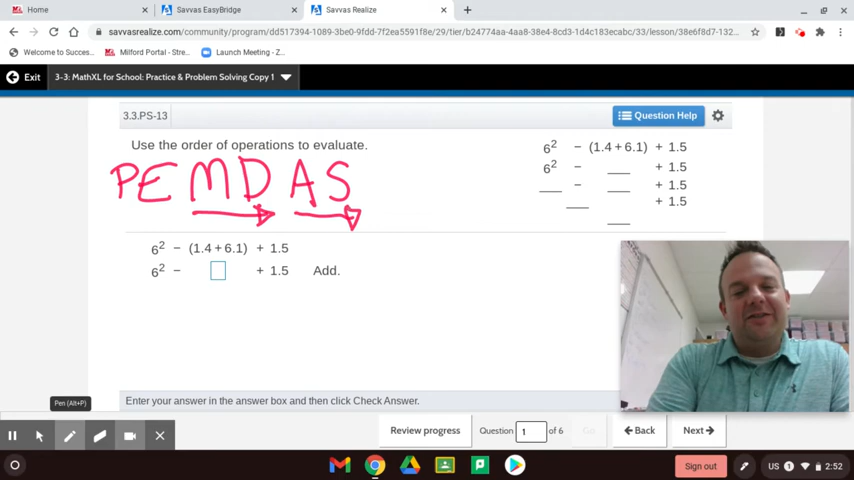 Home
Savvas EasyBridge
Savvas Realize
savvasrealize.com/community/program/dd517394-1089-3be0-9fdd-7f2ea5591f8e/29/tier/b24774aa-4aa8-38e4-8cd3-1d4c183ecabc/33/lesson/38e6f8d7-132...
Welcome to Succes...
Milford Portal - Stre...
Launch Meeting - Z...
Exit
3-3: MathXL for School: Practice & Problem Solving Copy 1
3.3.PS-13
Question Help
Use the order of operations to evaluate.
PEMDAS
6² − (1.4+6.1) + 1.5
6² − ___ + 1.5
___ − ___ + 1.5
___ + 1.5
___
6² − (1.4+6.1) + 1.5
6² − + 1.5 Add.
Enter your answer in the answer box and then click Check Answer.
Pen (Alt+P)
Review progress
Question 1 of 6
Go
Back
Next
Sign out
US
1
2:52